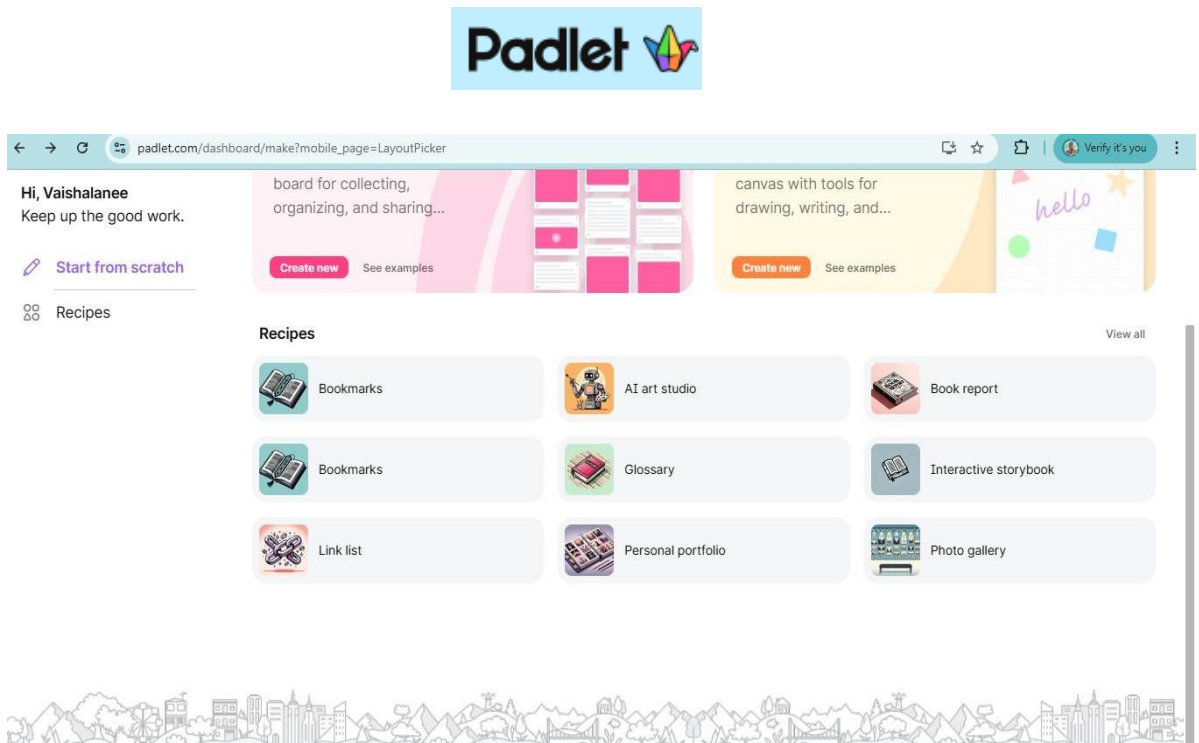 Padlet
padlet.com/dashboard/make?mobile_page=LayoutPicker
Verify it's you
Hi, Vaishalanee
Keep up the good work.
Start from scratch
Recipes
board for collecting,
organizing, and sharing...
Create new
See examples
canvas with tools for
drawing, writing, and...
hello
Create new
See examples
Recipes
View all
Bookmarks
AI art studio
Book report
Bookmarks
Glossary
Interactive storybook
Link list
Personal portfolio
Photo gallery